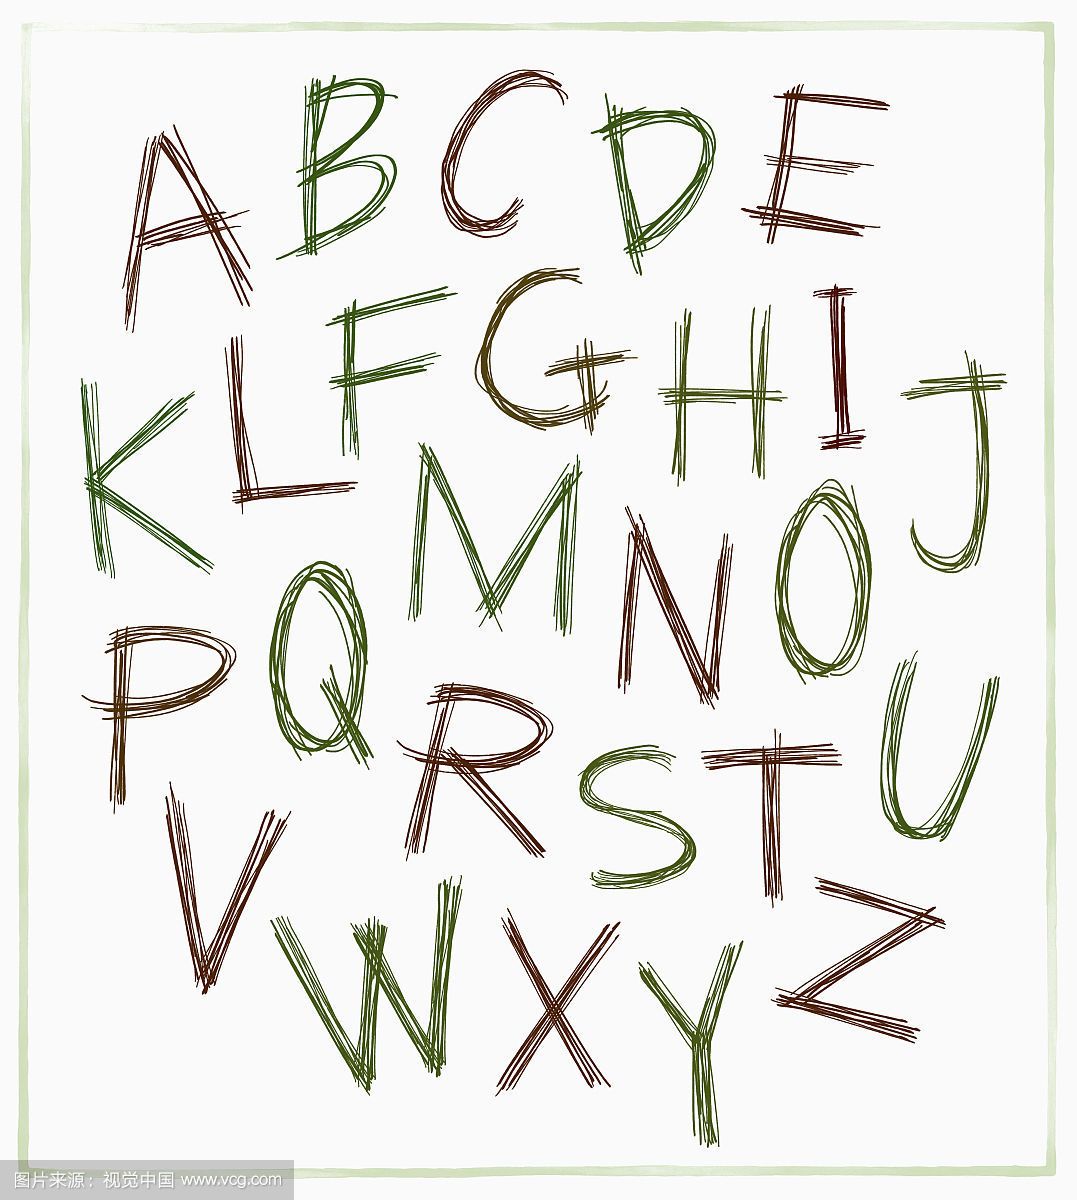 A B C D E
F G H I J
K L M N O
P Q R S T U
V W X Y Z
图片来源：视觉中国 www.vcg.com